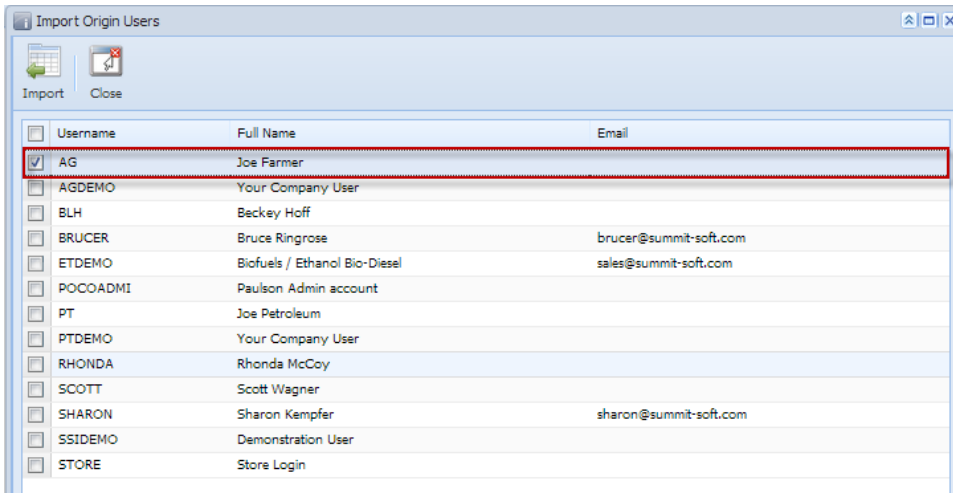 Import Origin Users
Import Close
Username Full Name Email
AG Joe Farmer
AGDEMO Your Company User
BLH Beckey Hoff
BRUCER Bruce Ringrose brucer@summit-soft.com
ETDEMO Biofuels / Ethanol Bio-Diesel sales@summit-soft.com
POCOADMI Paulson Admin account
PT Joe Petroleum
PTDEMO Your Company User
RHONDA Rhonda McCoy
SCOTT Scott Wagner
SHARON Sharon Kempfer sharon@summit-soft.com
SSIDEMO Demonstration User
STORE Store Login